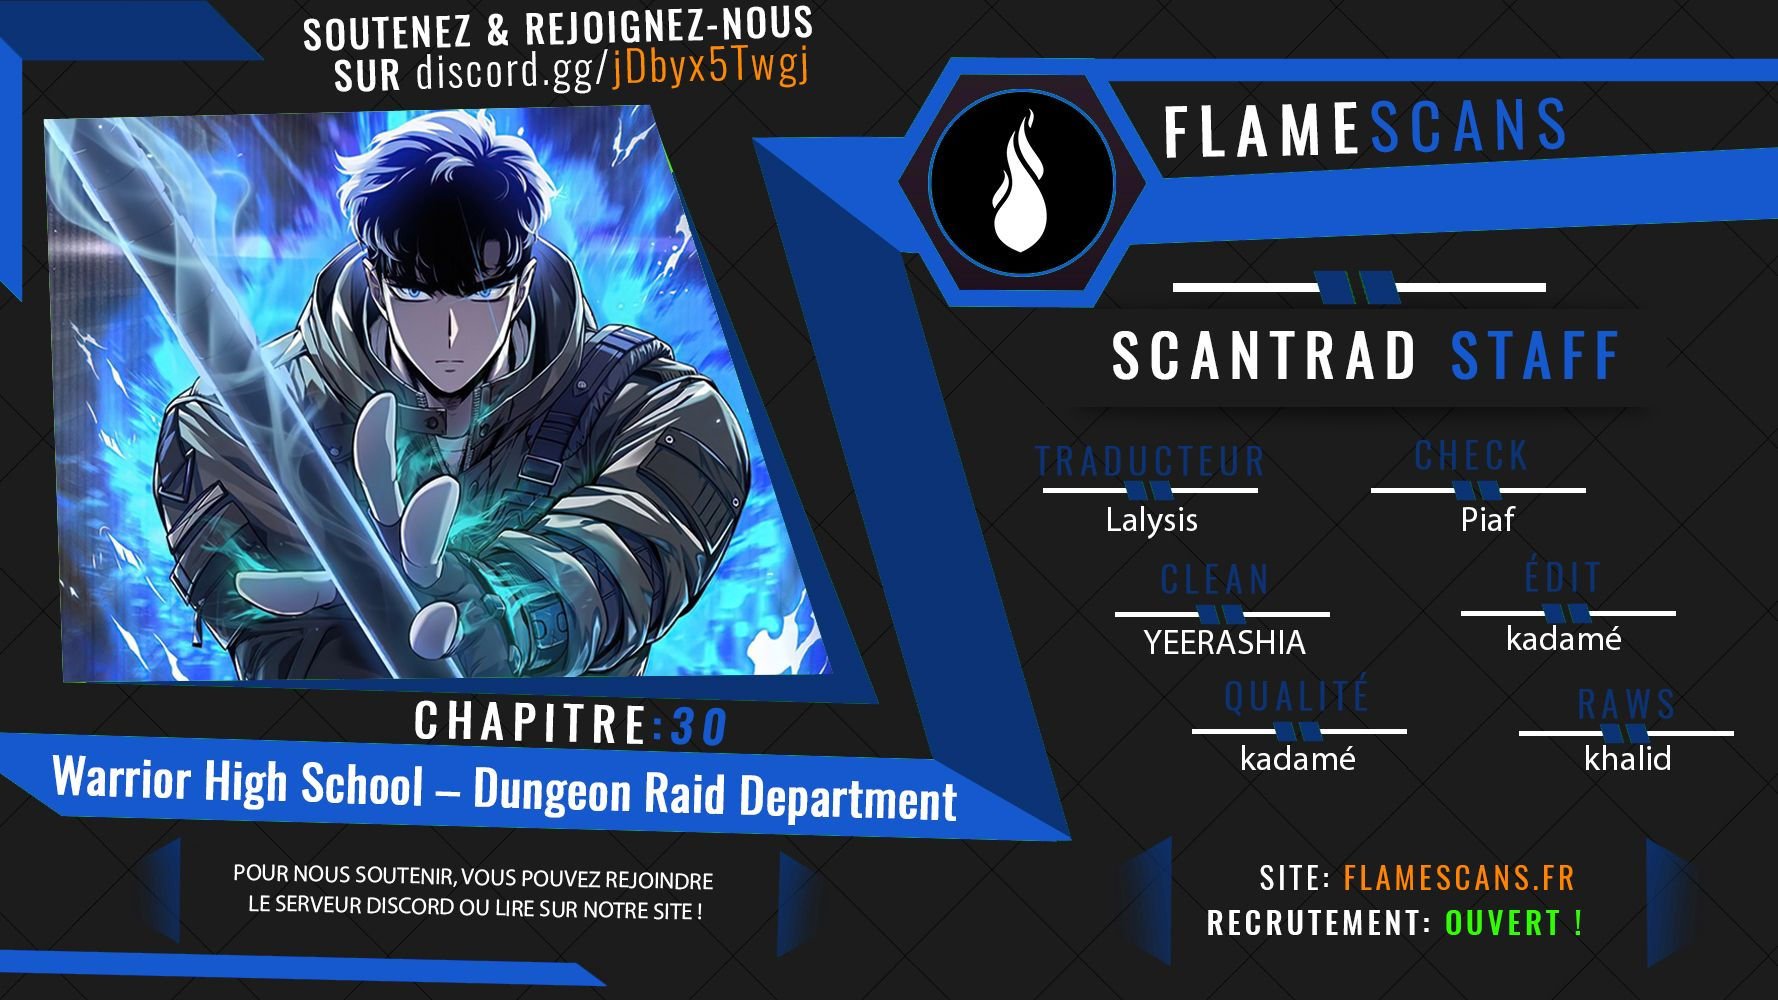 SOUTENEZ & REJOIGNEZ-NOUS
SUR discord.gg/jDbyx5Twgj
CHAPITRE:30
Warrior High School – Dungeon Raid Department
POUR NOUS SOUTENIR, VOUS POUVEZ REJOINDRE
LE SERVEUR DISCORD OU LIRE SUR NOTRE SITE !
FLAMESCANS
SCANTRAD STAFF
TRADUCTEUR
Lalysis
CHECK
Piaf
CLEAN
YEERASHIA
ÉDIT
kadamé
QUALITÉ
kadamé
RAWS
khalid
SITE: FLAMESCANS.FR
RECRUTEMENT: OUVERT !